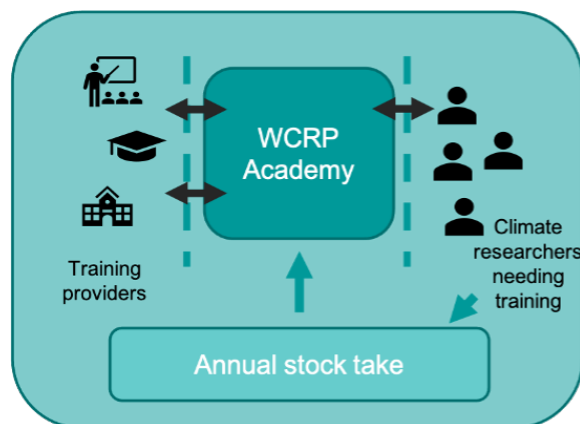 WCRP
Academy
Training
providers
Climate
researchers
needing
training
Annual stock take